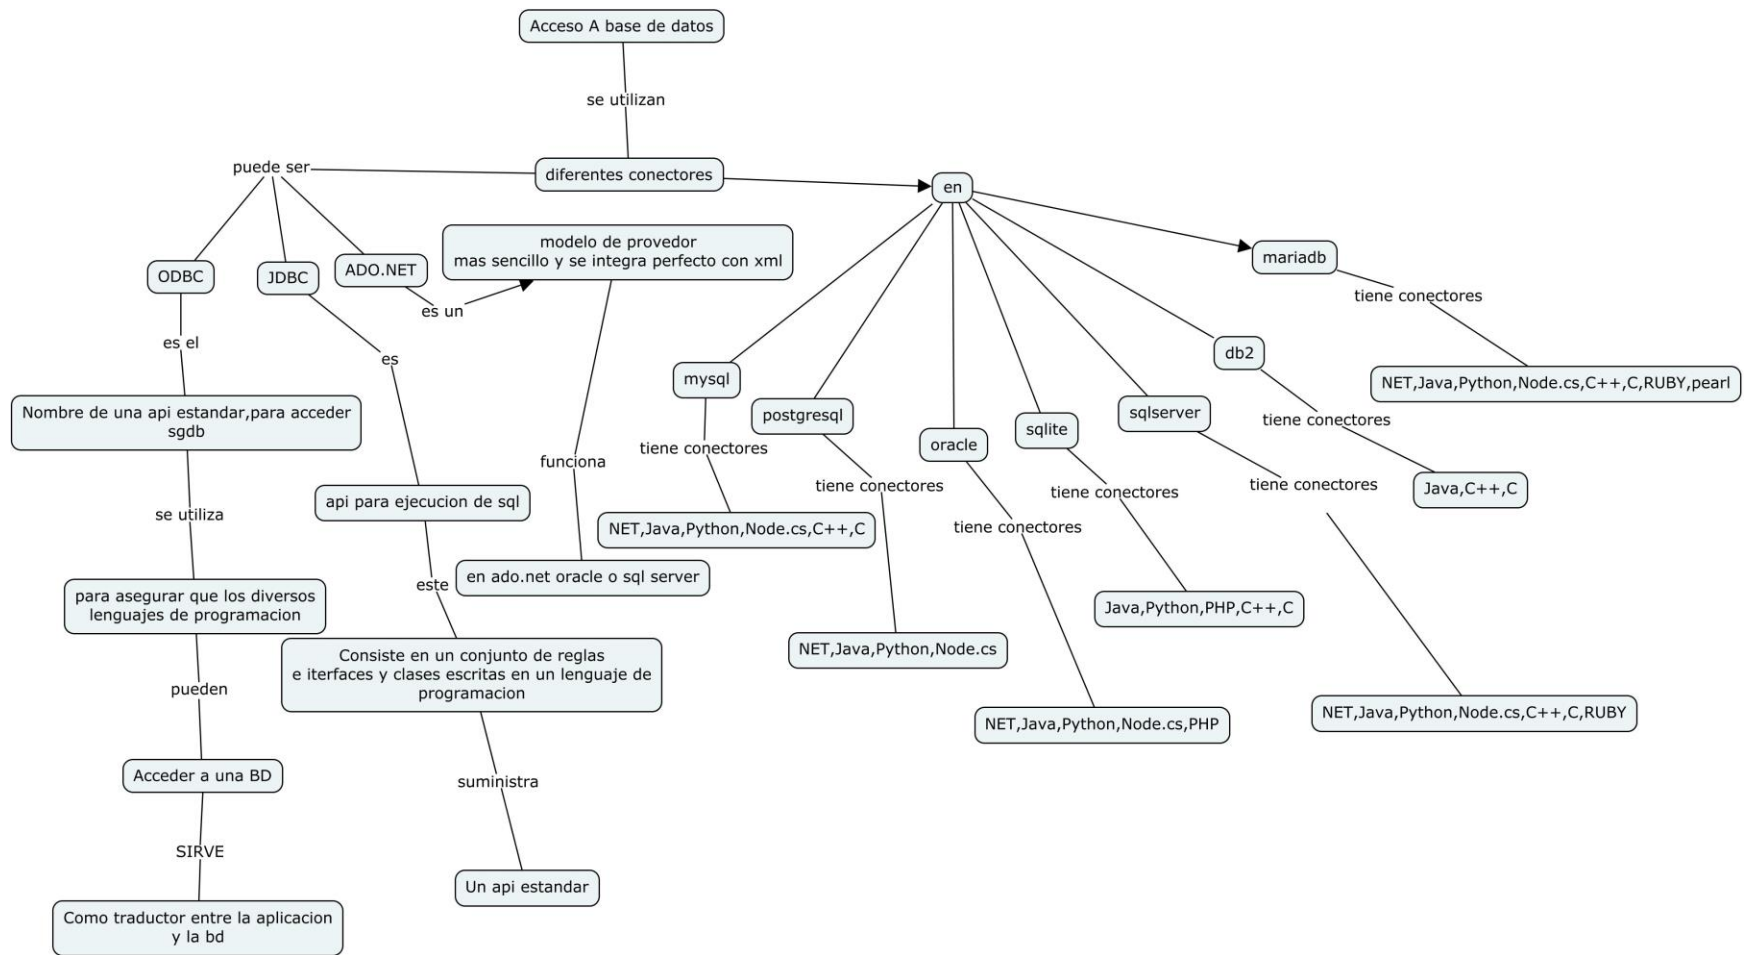 Acceso A base de datos
se utilizan
puede ser
diferentes conectores
en
modelo de provedor
mas sencillo y se integra perfecto con xml
mariadb
ODBC
JDBC
ADO.NET
es un
tiene conectores
es el
es
db2
mysql
NET,Java,Python,Node.cs,C++,C,RUBY,pearl
Nombre de una api estandar,para acceder
sgdb
postgresql
sqlserver
sqlite
oracle
tiene conectores
tiene conectores
funciona
tiene conectores
tiene conectores
tiene conectores
Java,C++,C
api para ejecucion de sql
se utiliza
NET,Java,Python,Node.cs,C++,C
tiene conectores
en ado.net oracle o sql server
este
para asegurar que los diversos
lenguajes de programacion
Java,Python,PHP,C++,C
NET,Java,Python,Node.cs
Consiste en un conjunto de reglas
e iterfaces y clases escritas en un lenguaje de
programacion
pueden
NET,Java,Python,Node.cs,PHP
NET,Java,Python,Node.cs,C++,C,RUBY
Acceder a una BD
suministra
SIRVE
Un api estandar
Como traductor entre la aplicacion
y la bd